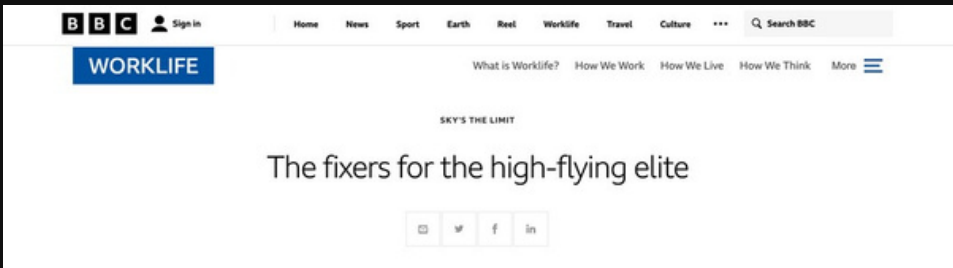 BBC Sign in Home News Sport Earth Reel Worklife Travel Culture ••• Search BBC
WORKLIFE What is Worklife? How We Work How We Live How We Think More
SKY'S THE LIMIT
The fixers for the high-flying elite
f in